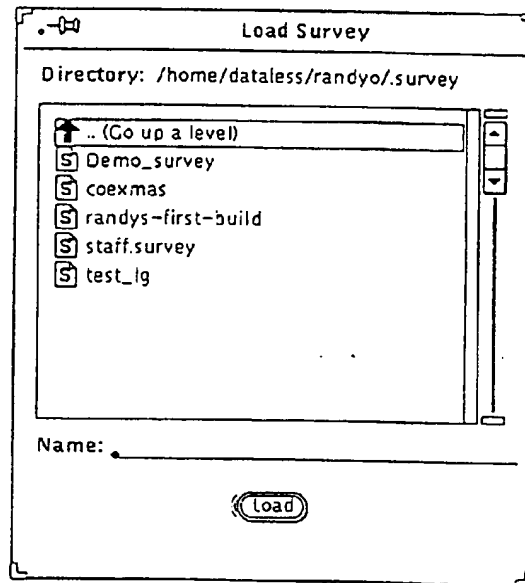 Load Survey
Directory: /home/dataless/randyo/.survey
.. (Go up a level)
S Demo_survey
S coexmas
S randys-first-build
S staff.survey
S test_lg
Name:
Load